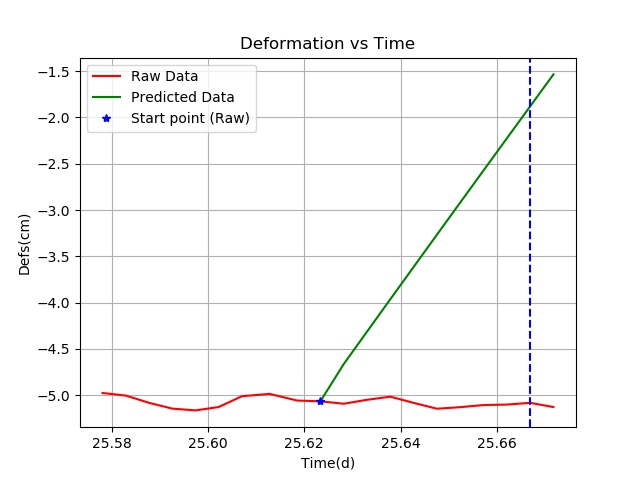 Deformation vs Time
Raw Data
Predicted Data
Start point (Raw)
−1.5
−2.0
−2.5
−3.0
−3.5
−4.0
−4.5
−5.0
Defs(cm)
25.58 25.60 25.62 25.64 25.66
Time(d)